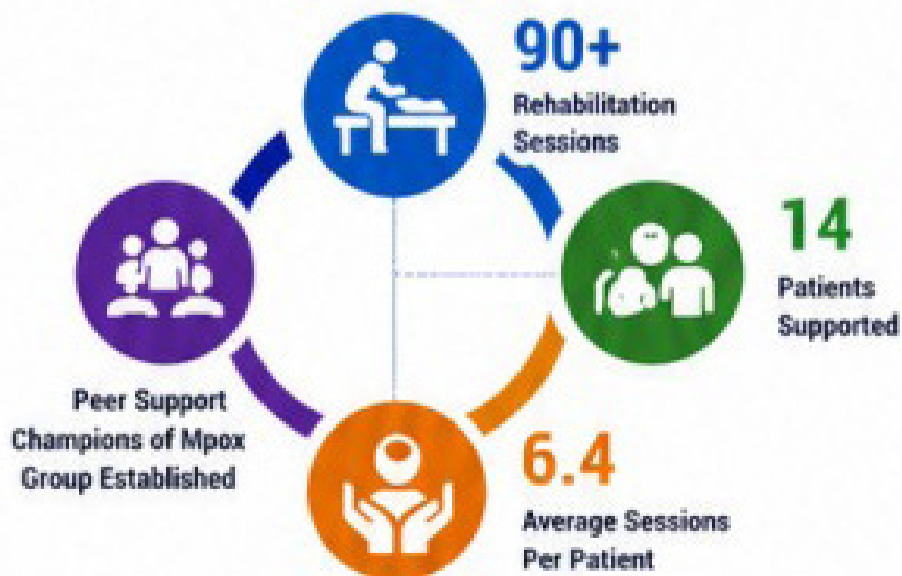 90+
Rehabilitation
Sessions
14
Patients
Supported
Peer Support
Champions of Mpox
Group Established
6.4
Average Sessions
Per Patient